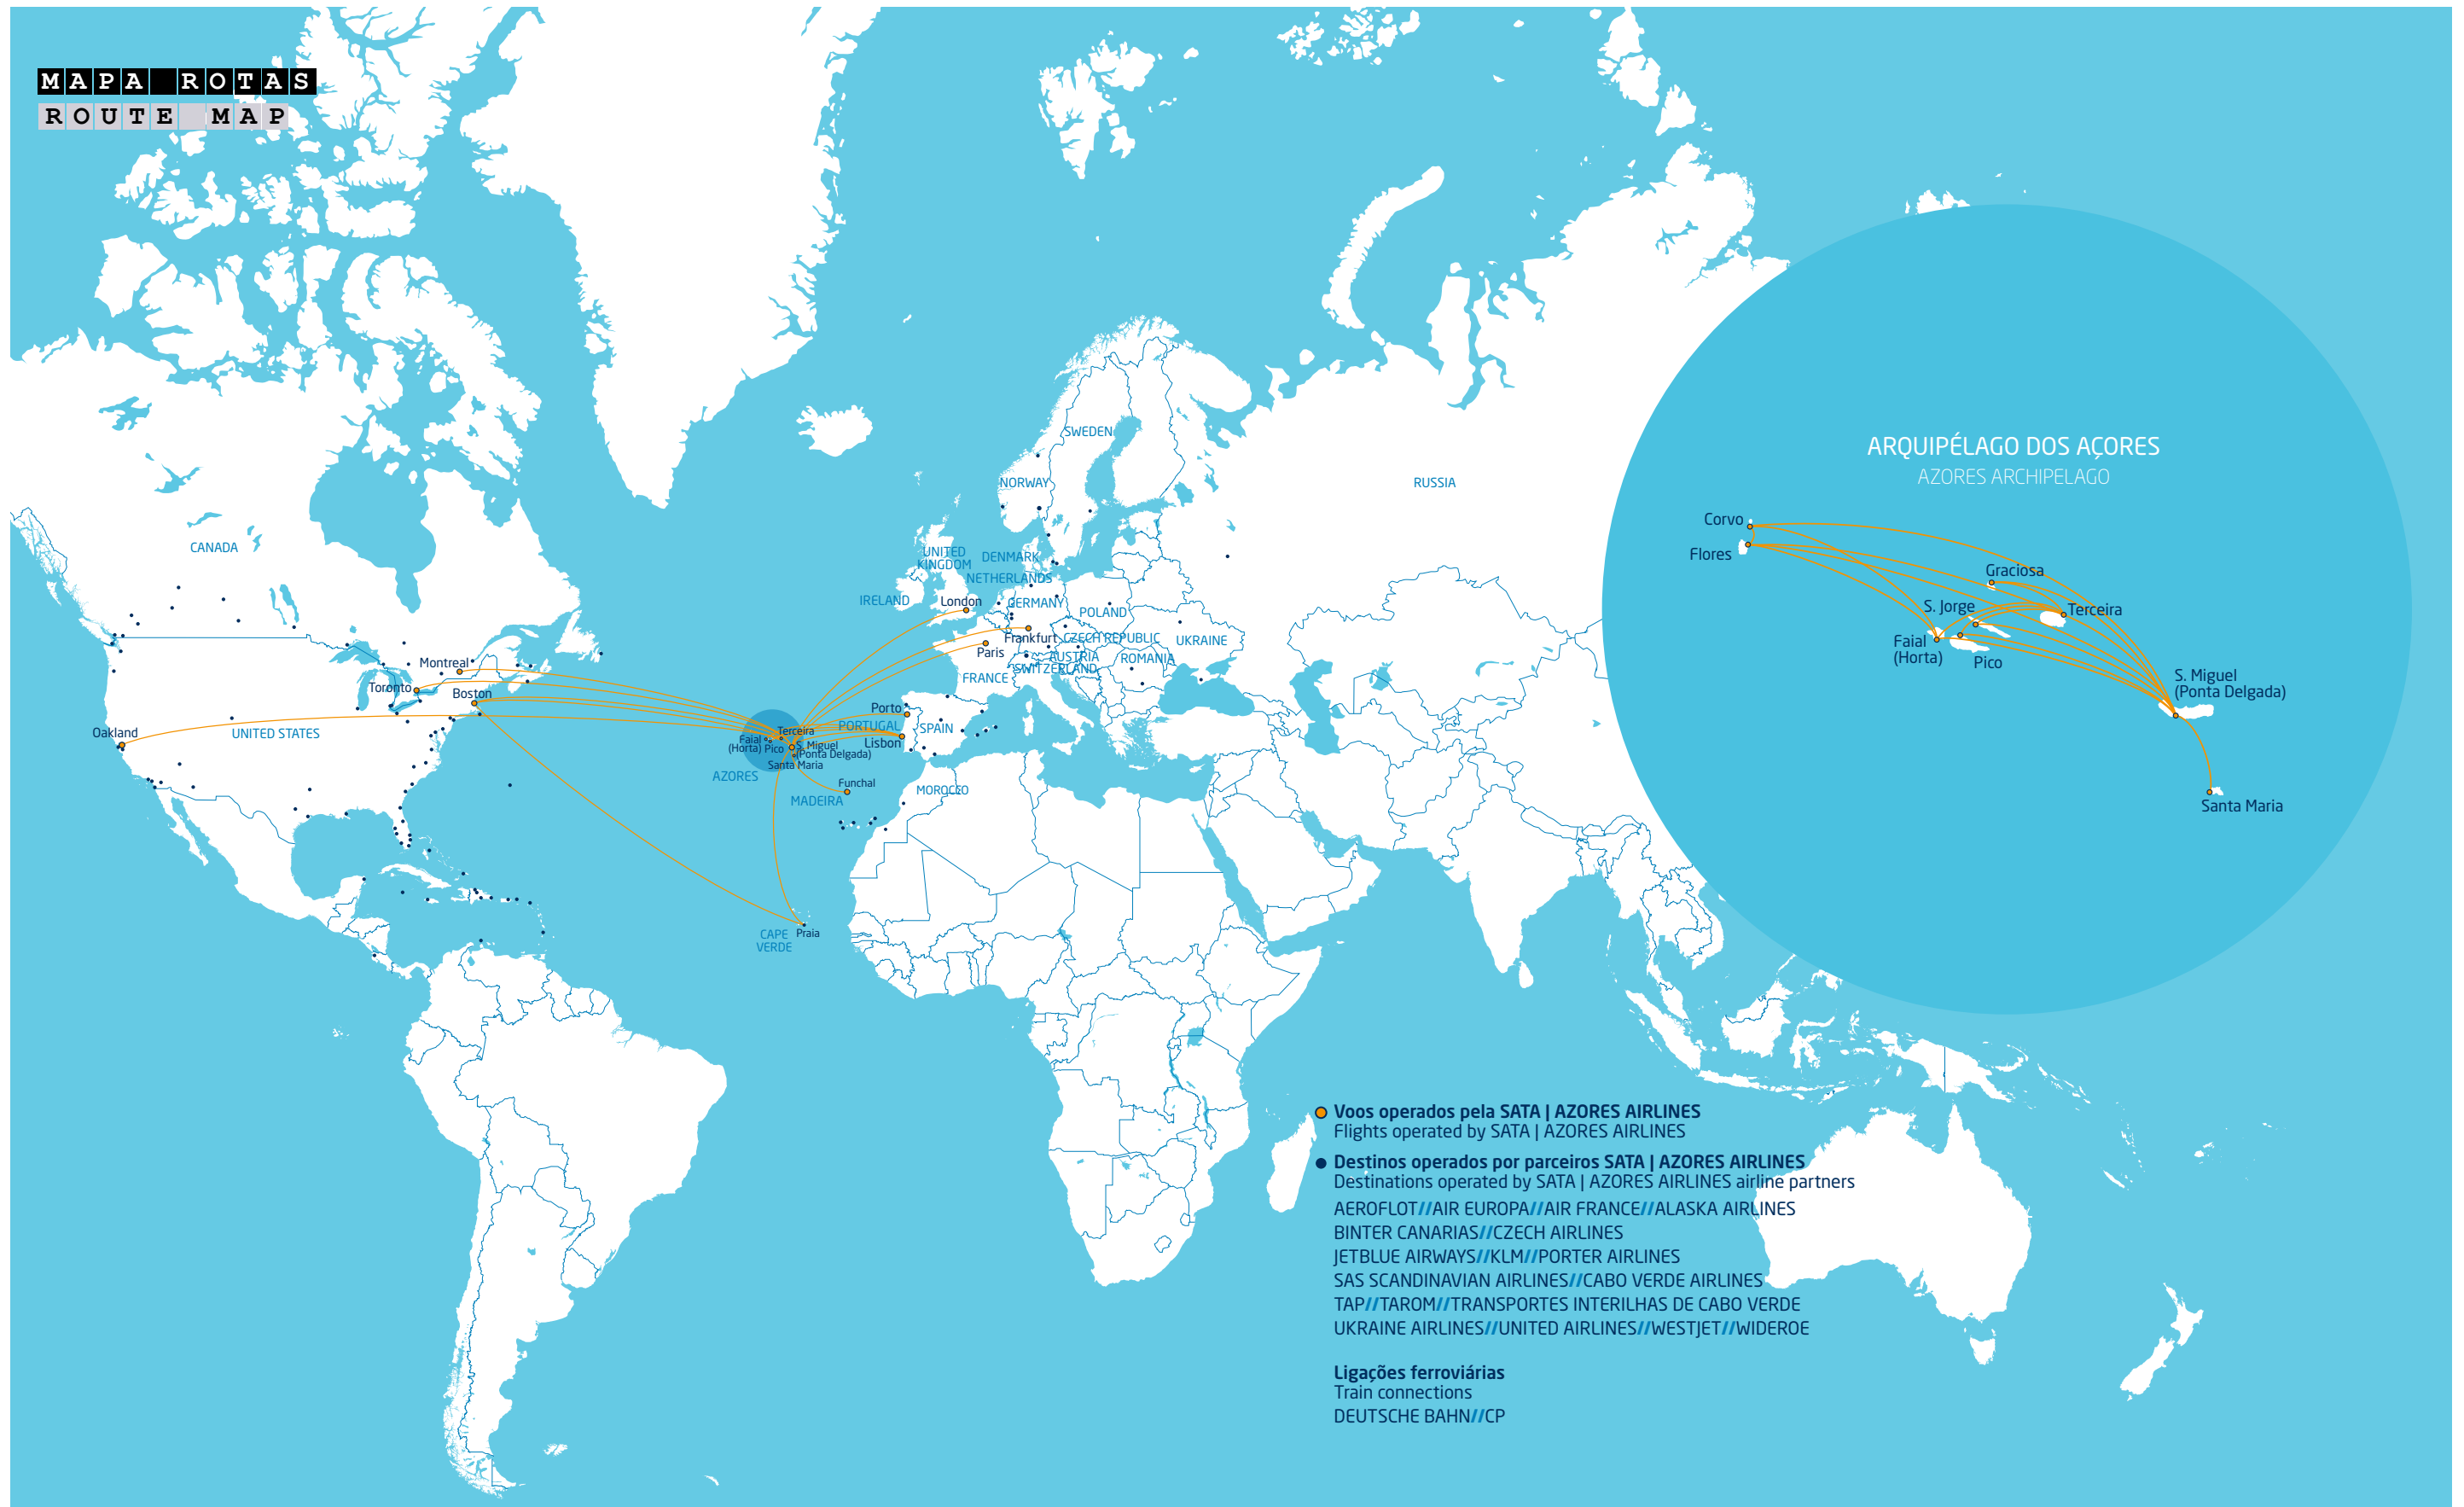 MAPA ROTAS
ROUTE MAP
SWEDEN
NORWAY
RUSSIA
CANADA
UNITED
KINGDOM
DENMARK
NETHERLANDS
IRELAND
London
GERMANY
POLAND
Frankfurt
CZECH REPUBLIC
UKRAINE
Paris
AUSTRIA
ROMANIA
SWITZERLAND
FRANCE
Montreal
Toronto
Boston
Oakland
UNITED STATES
Porto
PORTUGAL
SPAIN
Lisbon
Terceira
Faial
(Horta)
Pico
S. Miguel
(Ponta Delgada)
Santa Maria
AZORES
Funchal
MADEIRA
MOROCCO
CAPE
VERDE
Praia
ARQUIPÉLAGO DOS AÇORES
AZORES ARCHIPELAGO
Corvo
Flores
Graciosa
S. Jorge
Terceira
Faial
(Horta)
Pico
S. Miguel
(Ponta Delgada)
Santa Maria
Voos operados pela SATA | AZORES AIRLINES
Flights operated by SATA | AZORES AIRLINES
Destinos operados por parceiros SATA | AZORES AIRLINES
Destinations operated by SATA | AZORES AIRLINES airline partners
AEROFLOT//AIR EUROPA//AIR FRANCE//ALASKA AIRLINES
BINTER CANARIAS//CZECH AIRLINES
JETBLUE AIRWAYS//KLM//PORTER AIRLINES
SAS SCANDINAVIAN AIRLINES//CABO VERDE AIRLINES
TAP//TAROM//TRANSPORTES INTERILHAS DE CABO VERDE
UKRAINE AIRLINES//UNITED AIRLINES//WESTJET//WIDEROE
Ligações ferroviárias
Train connections
DEUTSCHE BAHN//CP